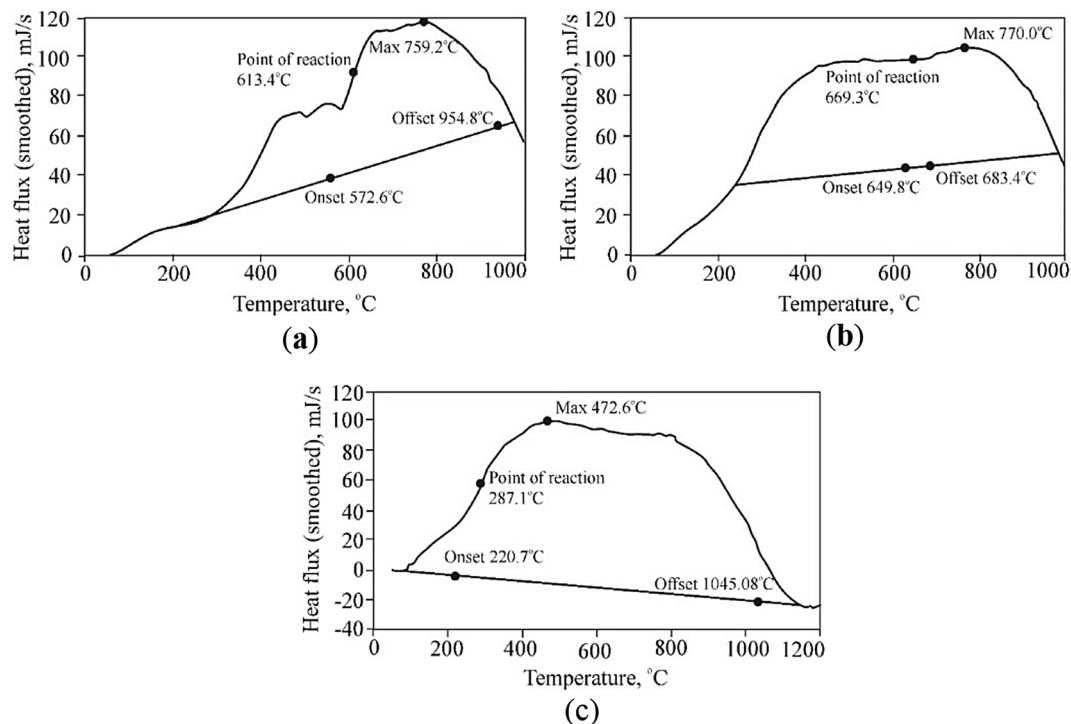 120
100
80
60
40
20
0
Heat flux (smoothed), mJ/s
Max 759.2°C
Point of reaction
613.4°C
Offset 954.8°C
Onset 572.6°C
200
400
600
800
1000
Temperature, °C
(a)
120
100
80
60
40
20
0
Heat flux (smoothed), mJ/s
Max 770.0°C
Point of reaction
669.3°C
Onset 649.8°C
Offset 683.4°C
0
200
400
600
800
1000
Temperature, °C
(b)
120
100
80
60
40
20
0
-20
-40
Heat flux (smoothed), mJ/s
Max 472.6°C
Point of reaction
287.1°C
Onset 220.7°C
Offset 1045.08°C
0
200
400
600
800
1000
1200
Temperature, °C
(c)